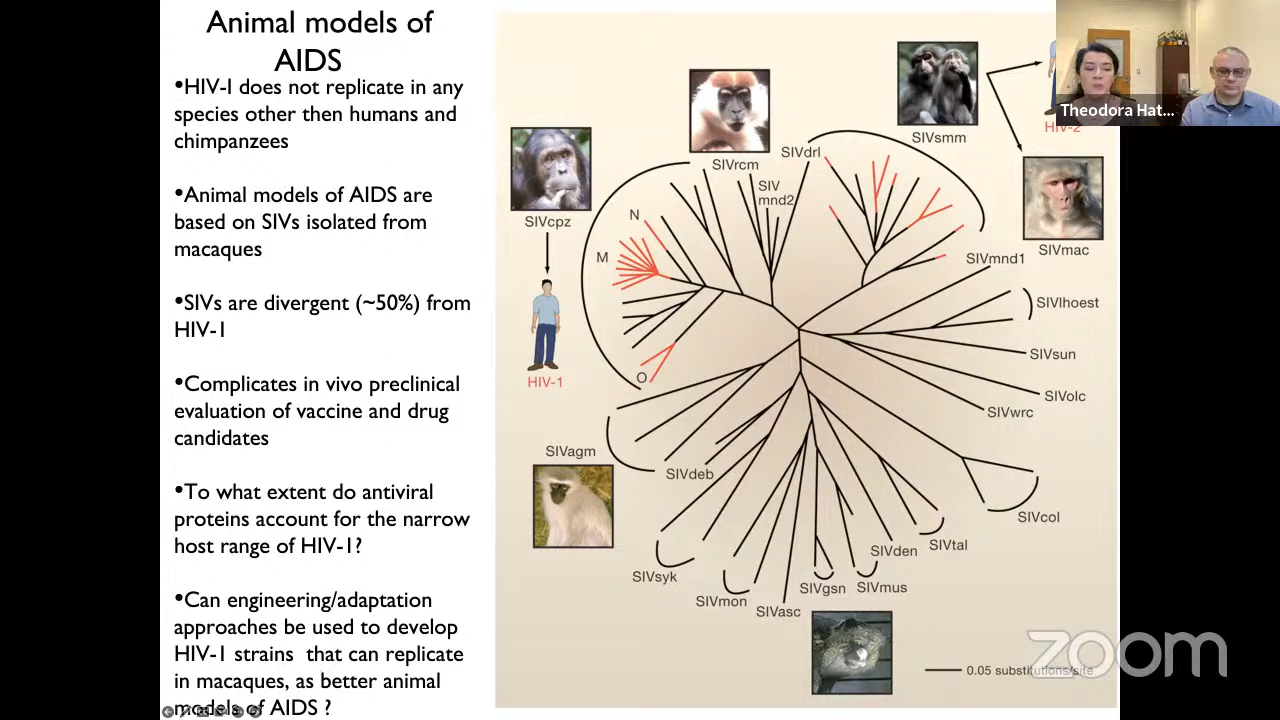 Animal models of
AIDS
•HIV-I does not replicate in any
species other then humans and
chimpanzees
•Animal models of AIDS are
based on SIVs isolated from
macaques
•SIVs are divergent (~50%) from
HIV-1
•Complicates in vivo preclinical
evaluation of vaccine and drug
candidates
•To what extent do antiviral
proteins account for the narrow
host range of HIV-1?
•Can engineering/adaptation
approaches be used to develop
HIV-1 strains  that can replicate
in macaques, as better animal
models of AIDS ?
Theodora Hat...
HIV-2
SIVsmm
SIVdrl
SIVrcm
SIV
mnd2
SIVcpz
N
M
O
HIV-1
SIVmac
SIVmnd1
SIVlhoest
SIVsun
SIVolc
SIVwrc
SIVagm
SIVdeb
SIVcol
SIVtal
SIVden
SIVsyk
SIVmus
SIVgsn
SIVmon
SIVasc
0.05 substitutions/site
zoom